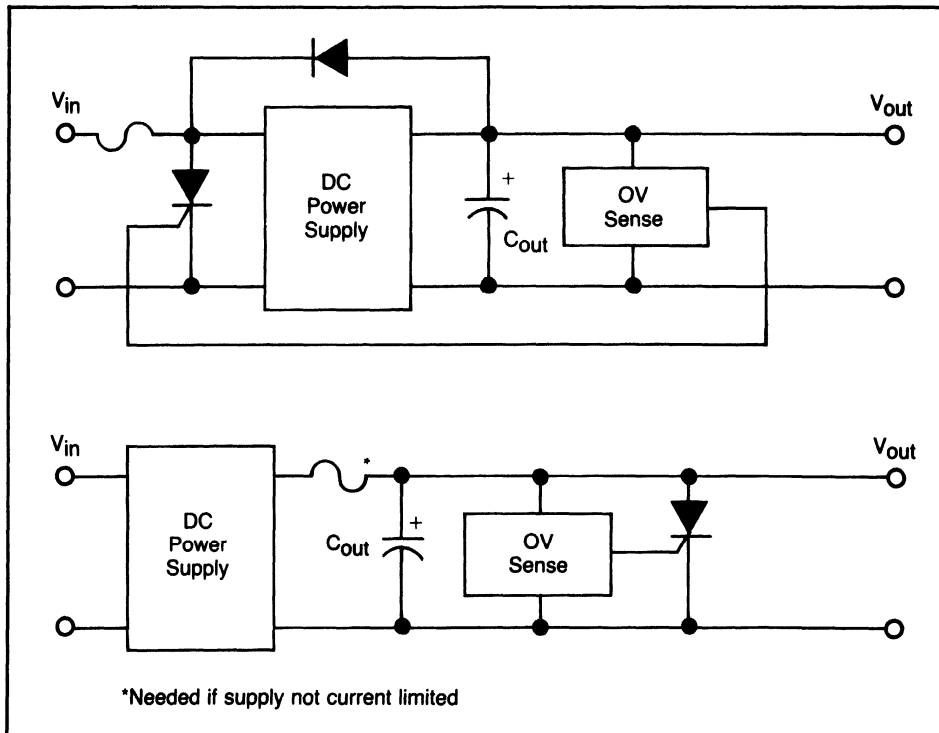 Vin
Vout
DC
Power
Supply
+
Cout
OV
Sense
Vin
Vout
DC
Power
Supply
*
+
Cout
OV
Sense
*Needed if supply not current limited